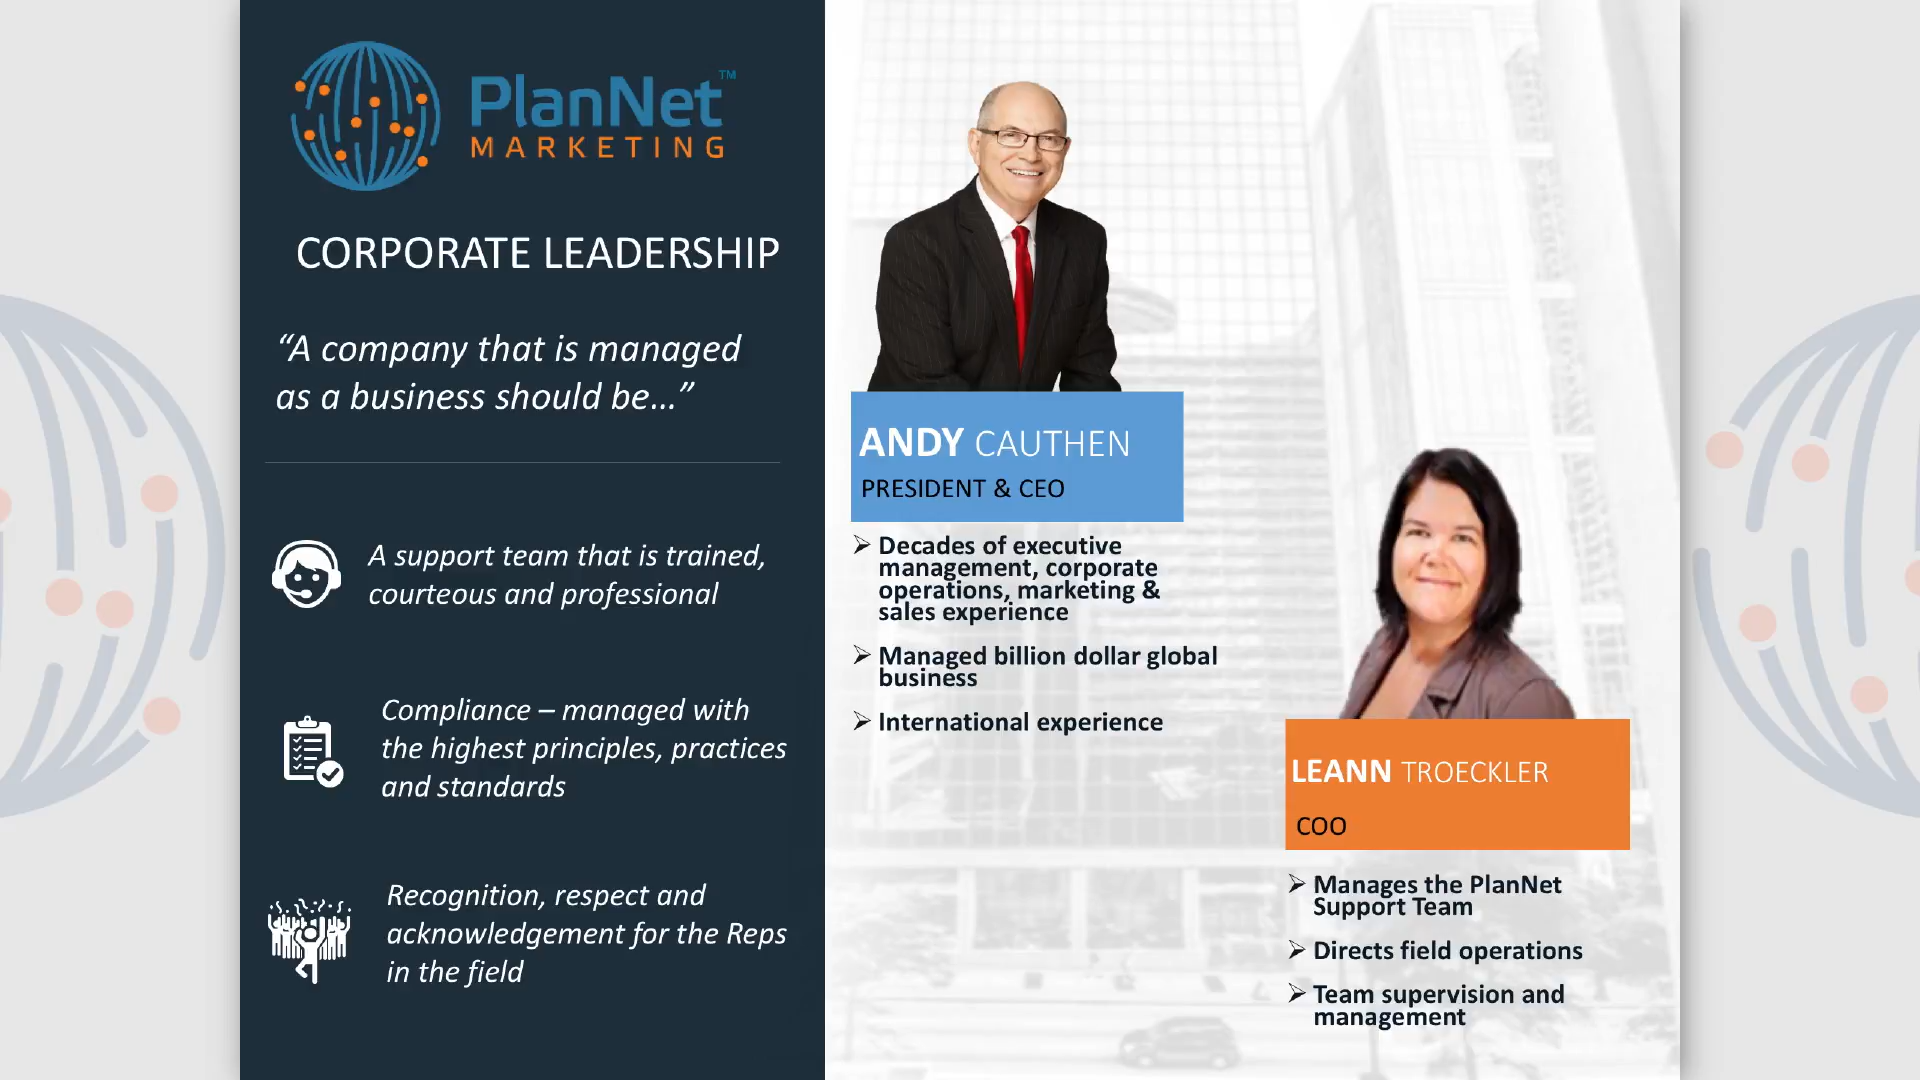 PlanNet™
MARKETING
CORPORATE LEADERSHIP
“A company that is managed
as a business should be…”
A support team that is trained,
courteous and professional
Compliance – managed with
the highest principles, practices
and standards
Recognition, respect and
acknowledgement for the Reps
in the field
ANDY CAUTHEN
PRESIDENT & CEO
➢ Decades of executive
management, corporate
operations, marketing &
sales experience
➢ Managed billion dollar global
business
➢ International experience
LEANN TROECKLER
COO
➢ Manages the PlanNet
Support Team
➢ Directs field operations
➢ Team supervision and
management